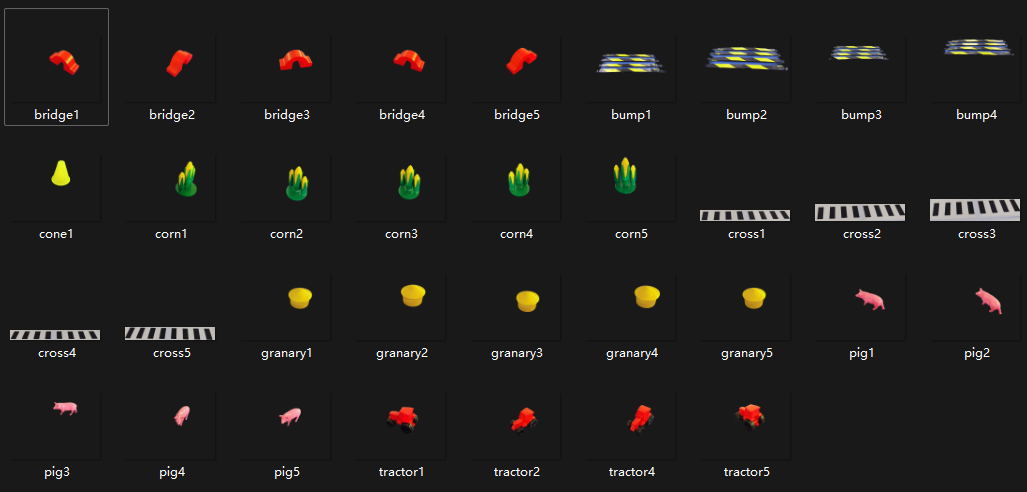 bridge1 bridge2 bridge3 bridge4 bridge5 bump1 bump2 bump3 bump4
cone1 corn1 corn2 corn3 corn4 corn5 cross1 cross2 cross3
cross4 cross5 granary1 granary2 granary3 granary4 granary5 pig1 pig2
pig3 pig4 pig5 tractor1 tractor2 tractor4 tractor5